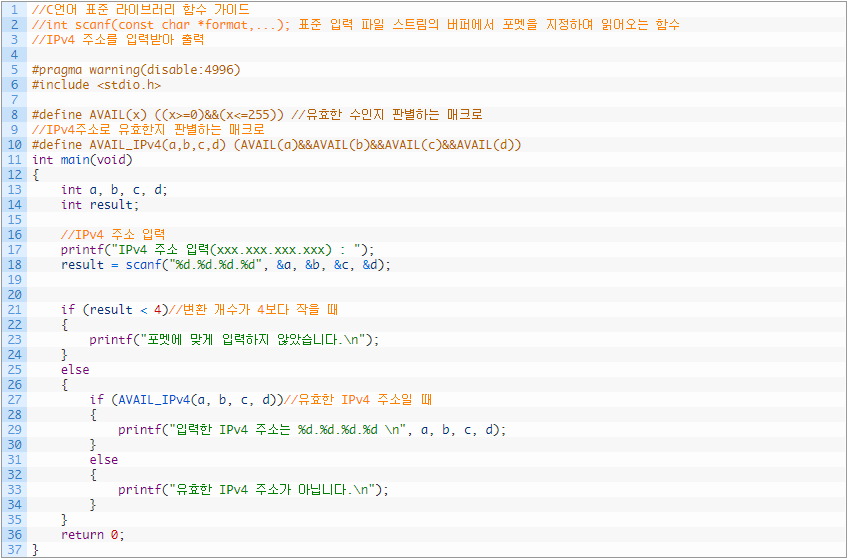 1 //C언어 표준 라이브러리 함수 가이드
2 //int scanf(const char *format,...); 표준 입력 파일 스트림의 버퍼에서 포멧을 지정하여 읽어오는 함수
3 //IPv4 주소를 입력받아 출력
4
5 #pragma warning(disable:4996)
6 #include <stdio.h>
7
8 #define AVAIL(x) ((x>=0)&&(x<=255)) //유효한 수인지 판별하는 매크로
9 //IPv4주소로 유효한지 판별하는 매크로
10 #define AVAIL_IPv4(a,b,c,d) (AVAIL(a)&&AVAIL(b)&&AVAIL(c)&&AVAIL(d))
11 int main(void)
12 {
13     int a, b, c, d;
14     int result;
15
16     //IPv4 주소 입력
17     printf("IPv4 주소 입력(xxx.xxx.xxx.xxx) : ");
18     result = scanf("%d.%d.%d.%d", &a, &b, &c, &d);
19
20
21     if (result < 4)//변환 개수가 4보다 작을 때
22     {
23         printf("포멧에 맞게 입력하지 않았습니다.\n");
24     }
25     else
26     {
27         if (AVAIL_IPv4(a, b, c, d))//유효한 IPv4 주소일 때
28         {
29             printf("입력한 IPv4 주소는 %d.%d.%d.%d \n", a, b, c, d);
30         }
31         else
32         {
33             printf("유효한 IPv4 주소가 아닙니다.\n");
34         }
35     }
36     return 0;
37 }